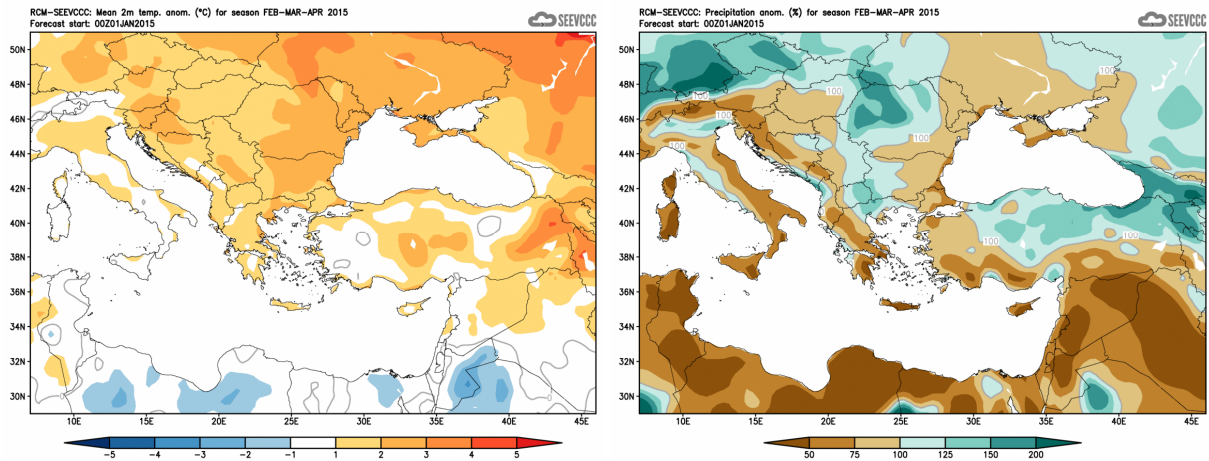 RCM-SEEVCCC: Mean 2m temp. anom. (°C) for season FEB-MAR-APR 2015
Forecast start: 00Z01JAN2015
SEEVCCC
50N
48N
46N
44N
42N
40N
38N
36N
34N
32N
30N
0
0
10E
15E
20E
25E
30E
35E
40E
45E
-5
-4
-3
-2
-1
1
2
3
4
5
RCM-SEEVCCC: Precipitation anom. (%) for season FEB-MAR-APR 2015
Forecast start: 00Z01JAN2015
SEEVCCC
50N
48N
46N
44N
42N
40N
38N
36N
34N
32N
30N
100
100
100
100
100
100
100
100
10E
15E
20E
25E
30E
35E
40E
45E
50
75
100
125
150
200